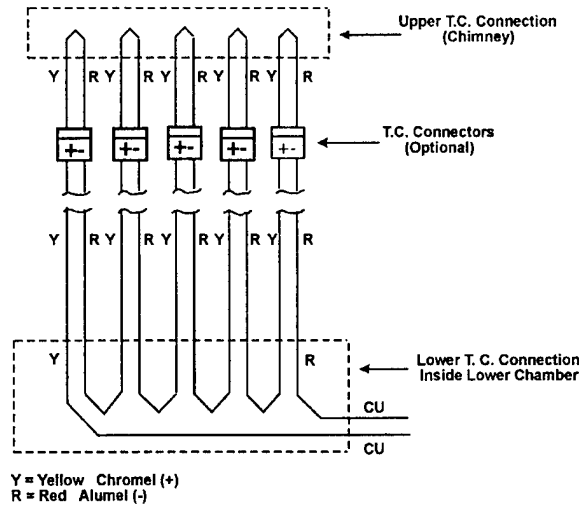 Upper T.C. Connection
(Chimney)
Y R Y R Y R Y R Y R
T.C. Connectors
(Optional)
+- +- +- +- +-
Y R Y R Y R Y R Y R
Y R
Lower T. C. Connection
Inside Lower Chamber
CU
CU
Y = Yellow Chromel (+)
R = Red Alumel (-)